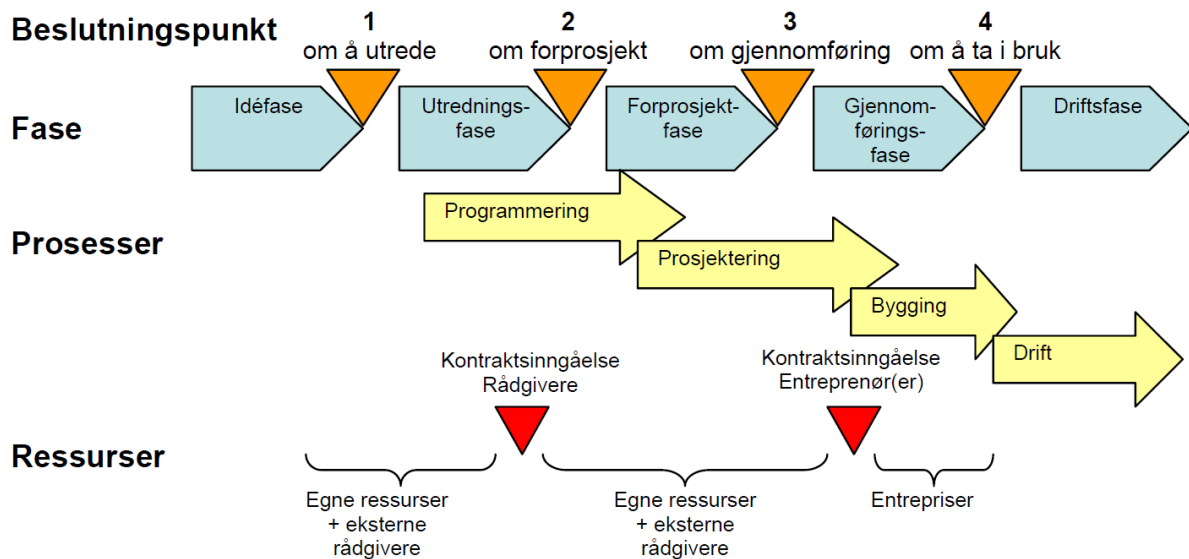 Beslutningspunkt
1
om å utrede
2
om forprosjekt
3
om gjennomføring
4
om å ta i bruk
Fase
Idéfase
Utrednings-
fase
Forprosjekt-
fase
Gjennom-
førings-
fase
Driftsfase
Prosesser
Programmering
Prosjektering
Bygging
Drift
Kontraktsinngåelse
Rådgivere
Kontraktsinngåelse
Entreprenør(er)
Ressurser
Egne ressurser
+ eksterne
rådgivere
Egne ressurser
+ eksterne
rådgivere
Entrepriser